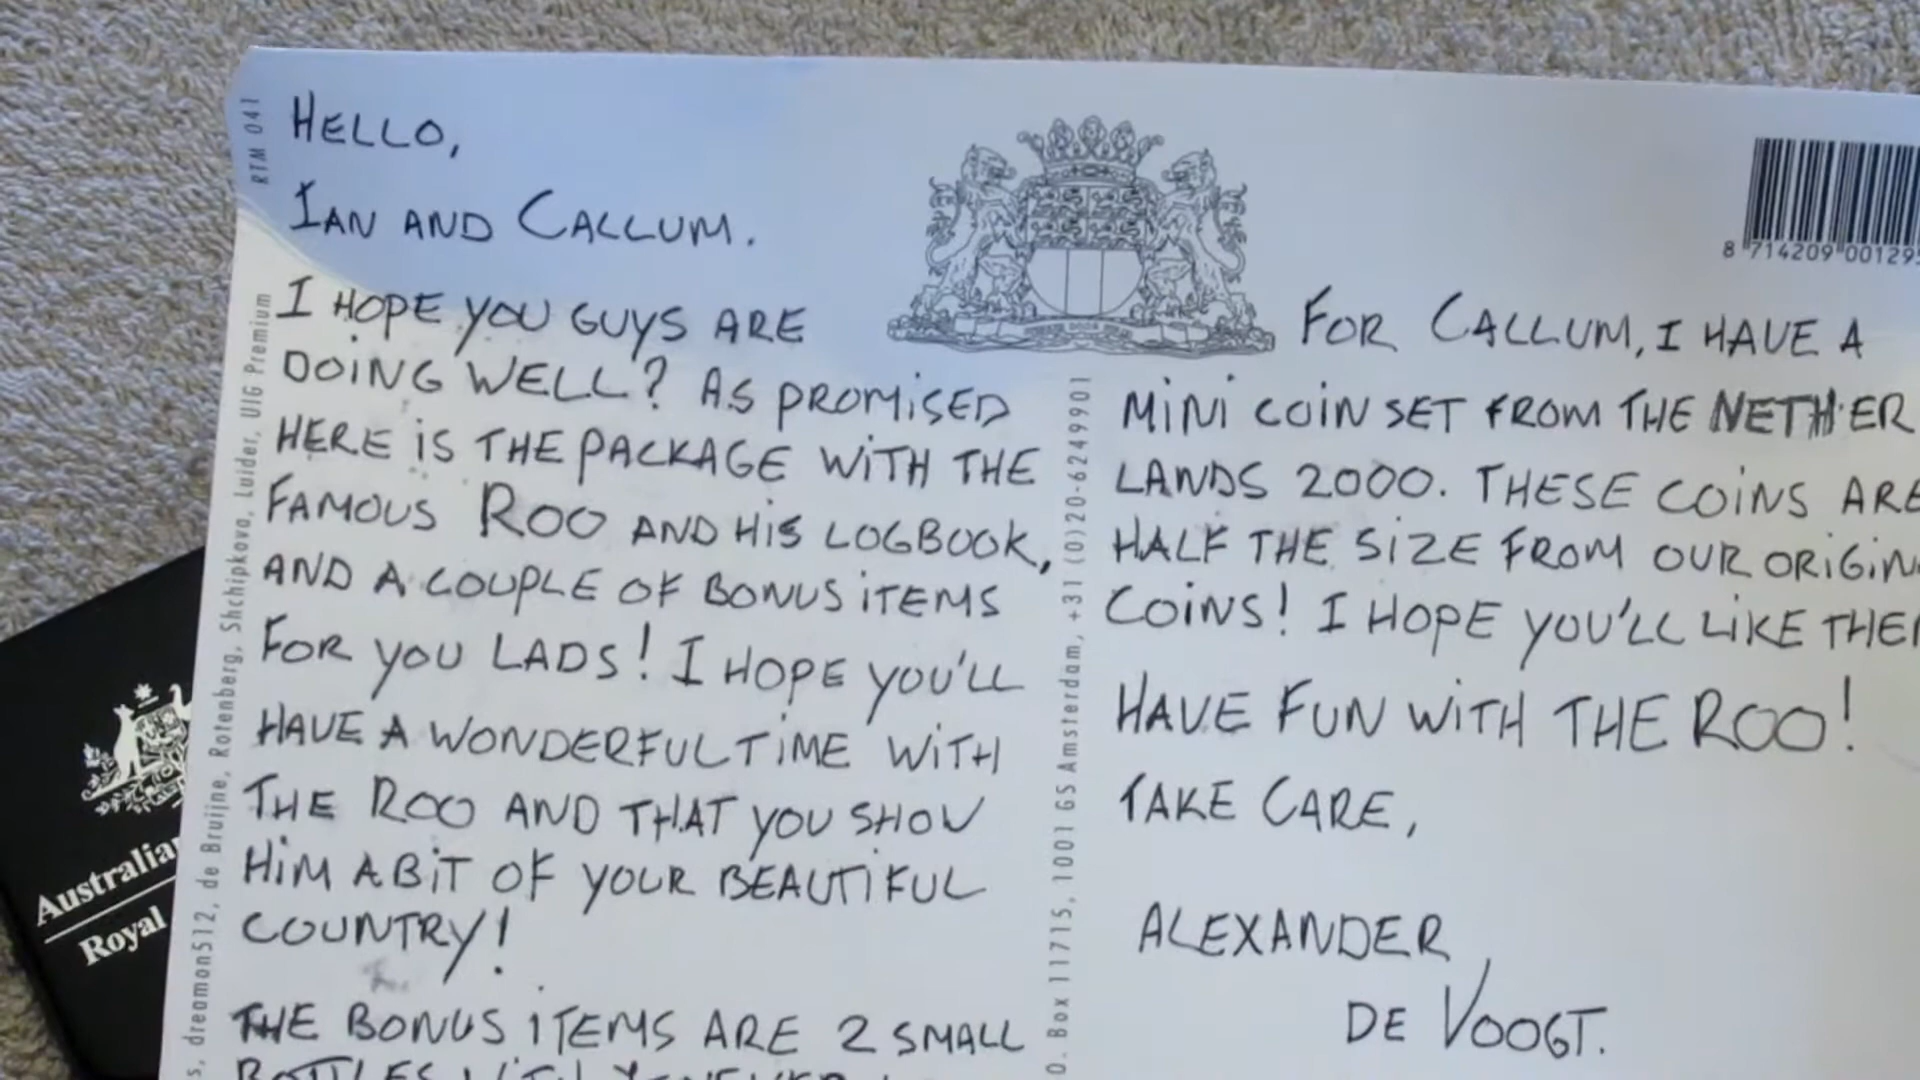 HELLO,
IAN AND CALLUM.
I HOPE YOU GUYS ARE
DOING WELL? AS PROMISED
HERE IS THE PACKAGE WITH THE
FAMOUS ROO AND HIS LOGBOOK,
AND A COUPLE OF BONUS ITEMS
FOR YOU LADS! I HOPE YOU'LL
HAVE A WONDERFUL TIME WITH
THE ROO AND THAT YOU SHOW
HIM A BIT OF YOUR BEAUTIFUL
COUNTRY!
THE BONUS ITEMS ARE 2 SMALL
BOTTLES WITH
FOR CALLUM, I HAVE A
MINI COIN SET FROM THE NETHER
LANDS 2000. THESE COINS ARE
HALF THE SIZE FROM OUR ORIGIN
COINS! I HOPE YOU'LL LIKE THE
HAVE FUN WITH THE ROO!
TAKE CARE,
ALEXANDER
DE VOOGT.
8 714209 00129
RTM 041
s, dreamon512, de Bruijne, Rotenberg, Shchipkova, Luider, UIG Premium
O. Box 11715, 1001 GS Amsterdam, +31 (0)20-6249901
Australia
Royal